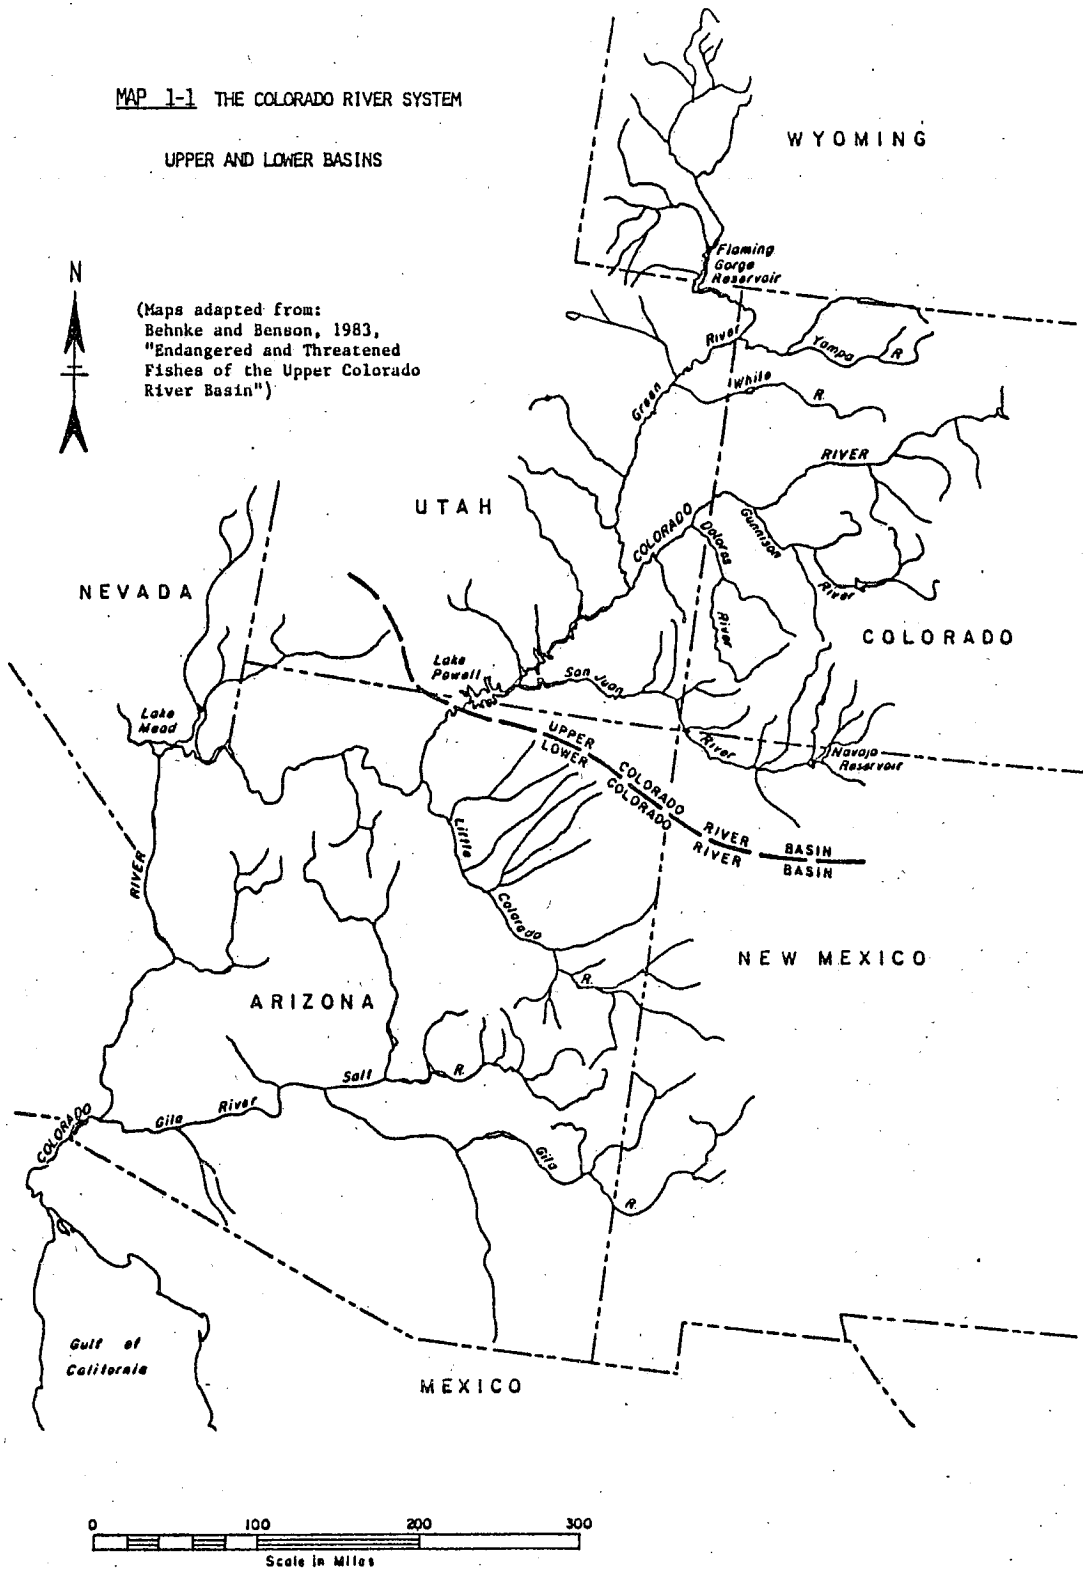 MAP 1-1 THE COLORADO RIVER SYSTEM
UPPER AND LOWER BASINS
WYOMING
N
(Maps adapted from:
Behnke and Benson, 1983,
"Endangered and Threatened
Fishes of the Upper Colorado
River Basin")
Flaming
Gorge
Reservoir
River
Yampa
R
White
R.
Green
RIVER
UTAH
COLORADO
Dolores
Gunnison
River
River
NEVADA
COLORADO
Lake
Powell
San Juan
River
Navajo
Reservoir
Lake
Mead
UPPER COLORADO RIVER BASIN
LOWER COLORADO RIVER BASIN
Little
Colorado
R.
RIVER
NEW MEXICO
ARIZONA
Salt
R.
Gila River
COLORADO
Gila
R.
Gulf of
California
MEXICO
0 100 200 300
Scale in Miles